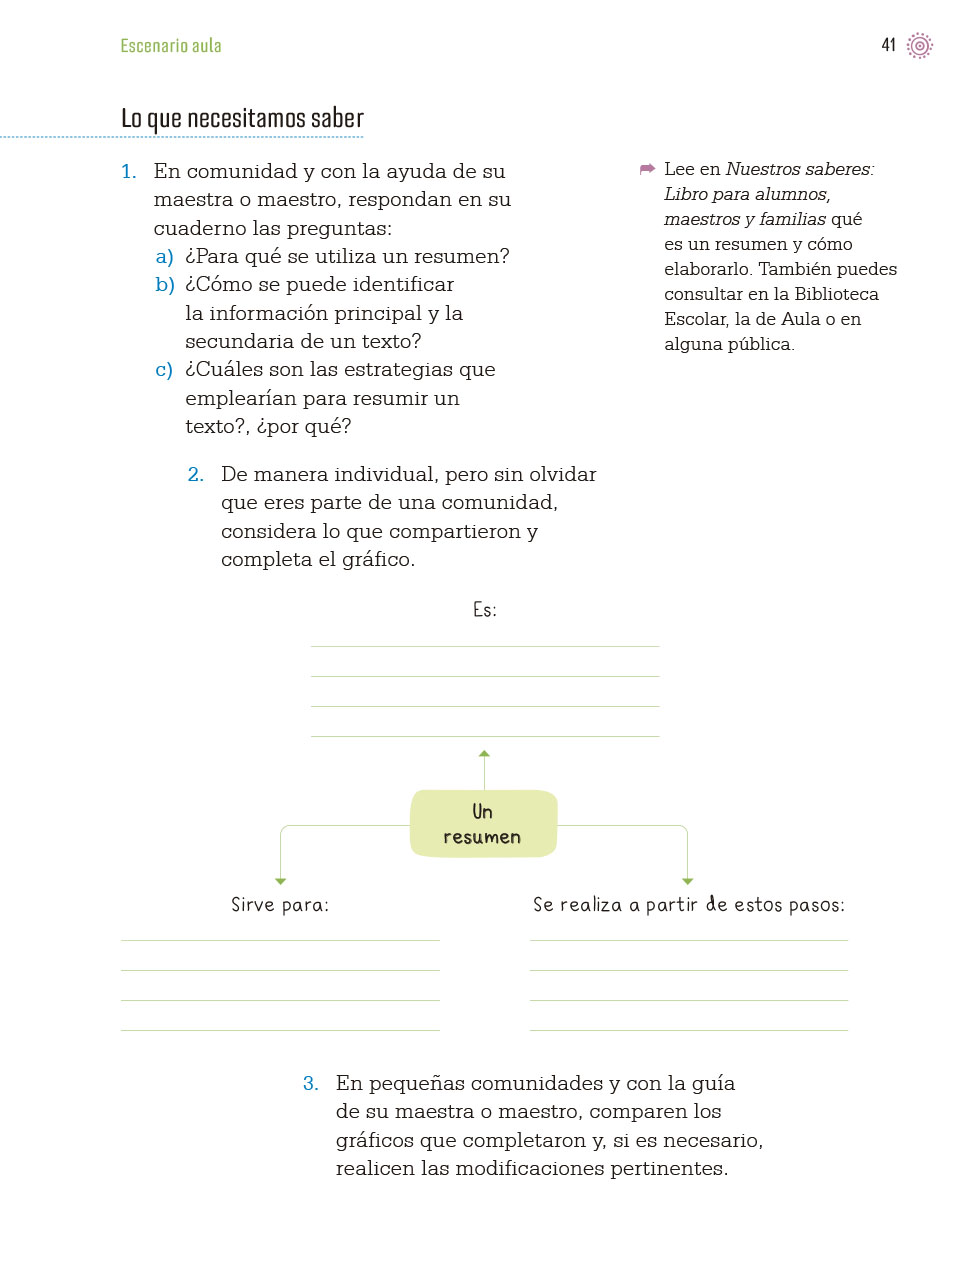 Escenario aula
41
Lo que necesitamos saber
1. En comunidad y con la ayuda de su
maestra o maestro, respondan en su
cuaderno las preguntas:
a) ¿Para qué se utiliza un resumen?
b) ¿Cómo se puede identificar
la información principal y la
secundaria de un texto?
c) ¿Cuáles son las estrategias que
emplearían para resumir un
texto?, ¿por qué?
Lee en Nuestros saberes:
Libro para alumnos,
maestros y familias qué
es un resumen y cómo
elaborarlo. También puedes
consultar en la Biblioteca
Escolar, la de Aula o en
alguna pública.
2. De manera individual, pero sin olvidar
que eres parte de una comunidad,
considera lo que compartieron y
completa el gráfico.
Es:
Un
resumen
Sirve para:
Se realiza a partir de estos pasos:
3. En pequeñas comunidades y con la guía
de su maestra o maestro, comparen los
gráficos que completaron y, si es necesario,
realicen las modificaciones pertinentes.